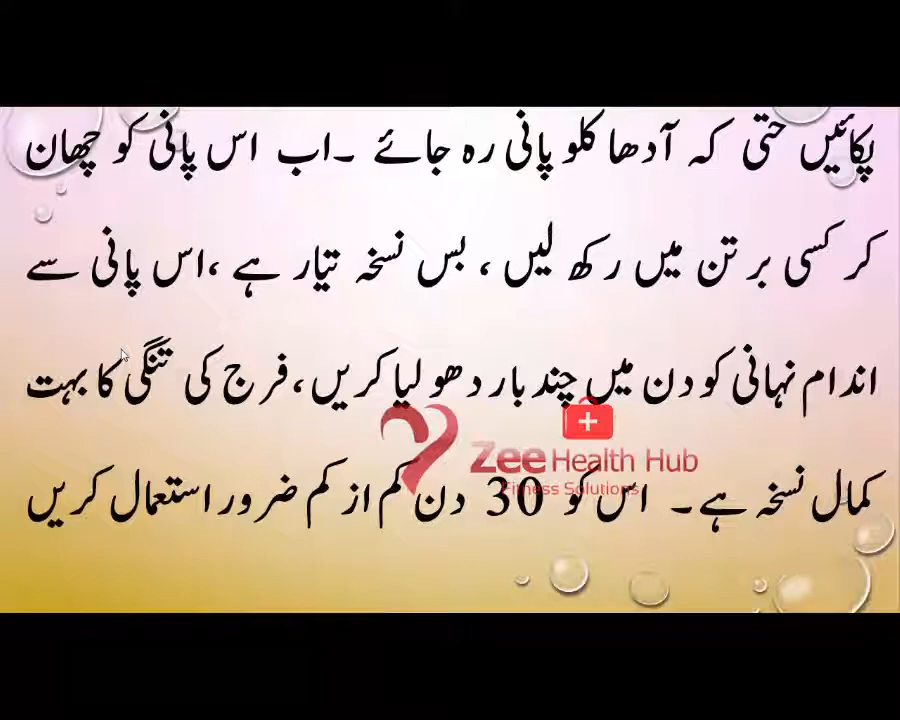 پکائیں حتی کہ آدھا کلو پانی رہ جائے ۔اب اس پانی کو چھان
کر کسی برتن میں رکھ لیں ، بس نسخہ تیار ہے ،اس پانی سے
اندام نہانی کو دن میں چند بار دھو لیا کریں، فرج کی تنگی کا بہت
کمال نسخہ ہے۔ اس کو 30 دن کم از کم ضرور استعمال کریں
Zee Health Hub
Fitness Solutions